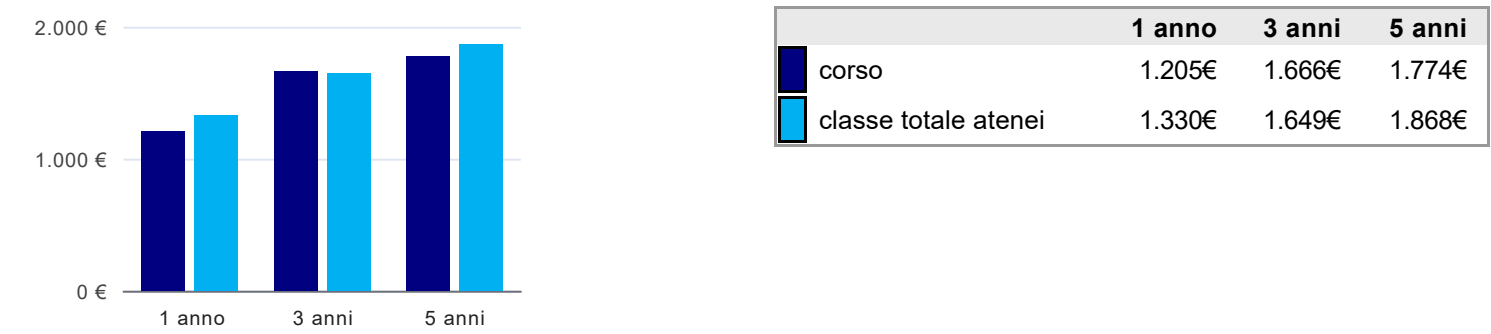 2.000 €
1.000 €
0 €
1 anno 3 anni 5 anni
1 anno 3 anni 5 anni
corso 1.205€ 1.666€ 1.774€
classe totale atenei 1.330€ 1.649€ 1.868€